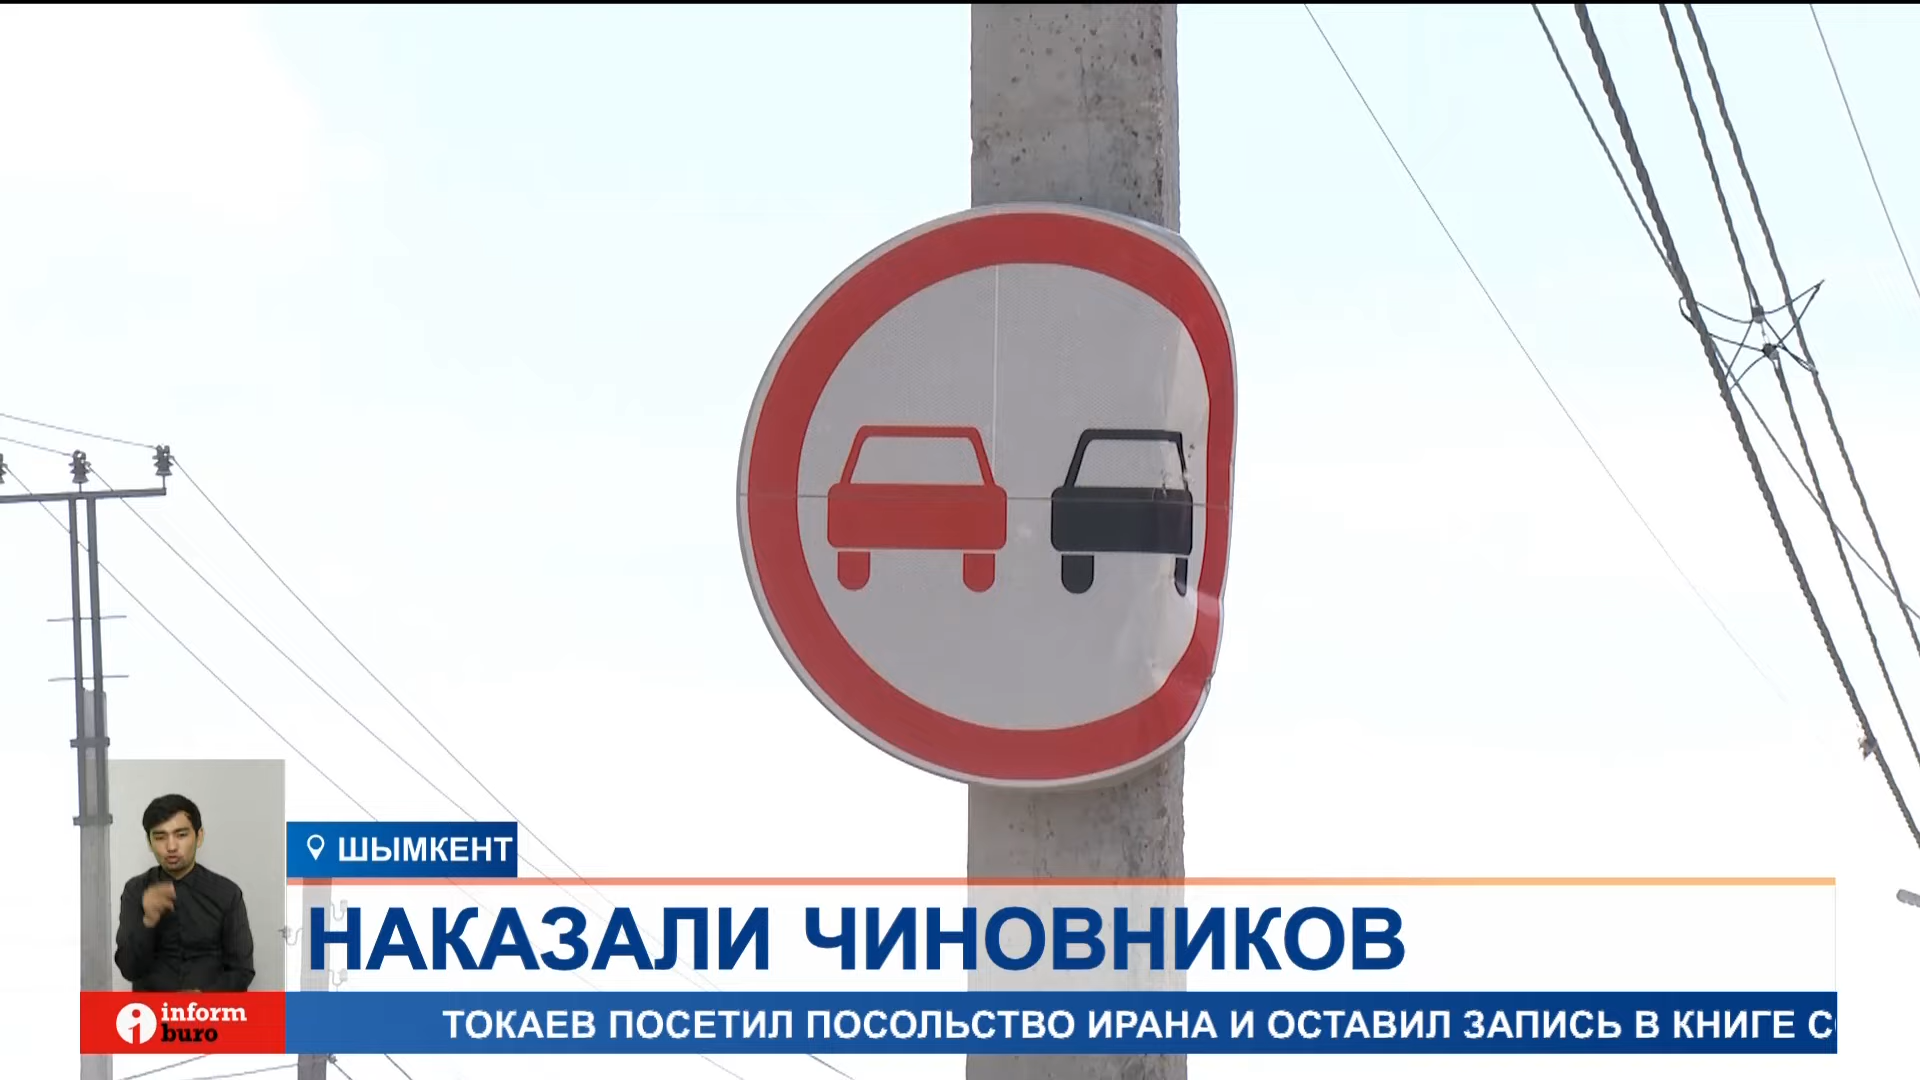 ШЫМКЕНТ
НАКАЗАЛИ ЧИНОВНИКОВ
inform
buro
ТОКАЕВ ПОСЕТИЛ ПОСОЛЬСТВО ИРАНА И ОСТАВИЛ ЗАПИСЬ В КНИГЕ